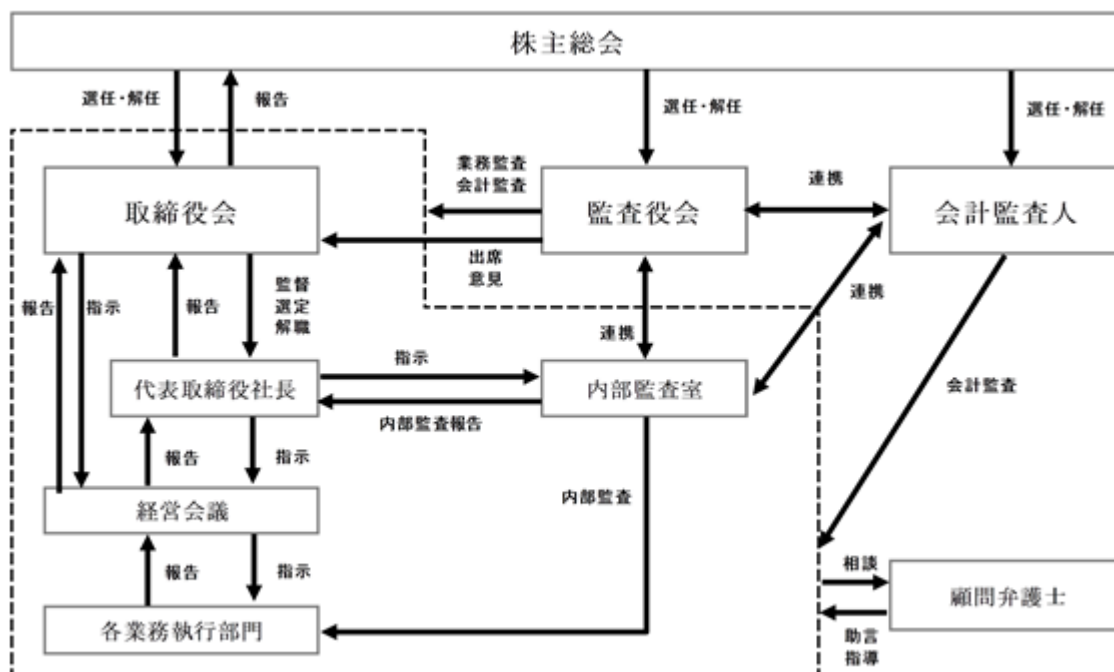 株主総会
選任・解任
報告
選任・解任
選任・解任
業務監査
会計監査
連携
取締役会
監査役会
会計監査人
出席
意見
報告
指示
報告
監督
選定
解職
連携
連携
指示
代表取締役社長
内部監査室
会計監査
内部監査報告
報告
指示
経営会議
内部監査
報告
指示
相談
顧問弁護士
各業務執行部門
助言
指導